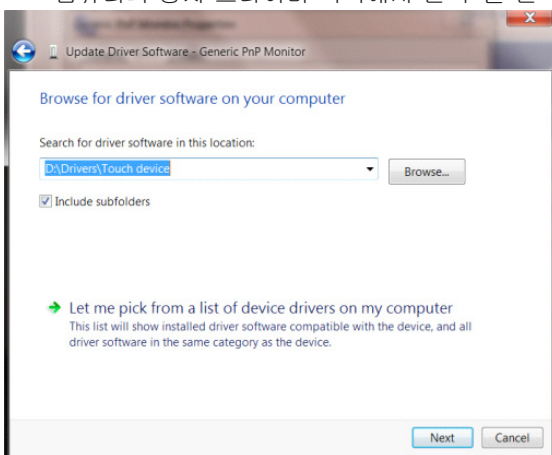 Update Driver Software - Generic PnP Monitor
Browse for driver software on your computer
Search for driver software in this location:
D:\Drivers\Touch device
Browse...
Include subfolders
Let me pick from a list of device drivers on my computer
This list will show installed driver software compatible with the device, and all
driver software in the same category as the device.
Next
Cancel